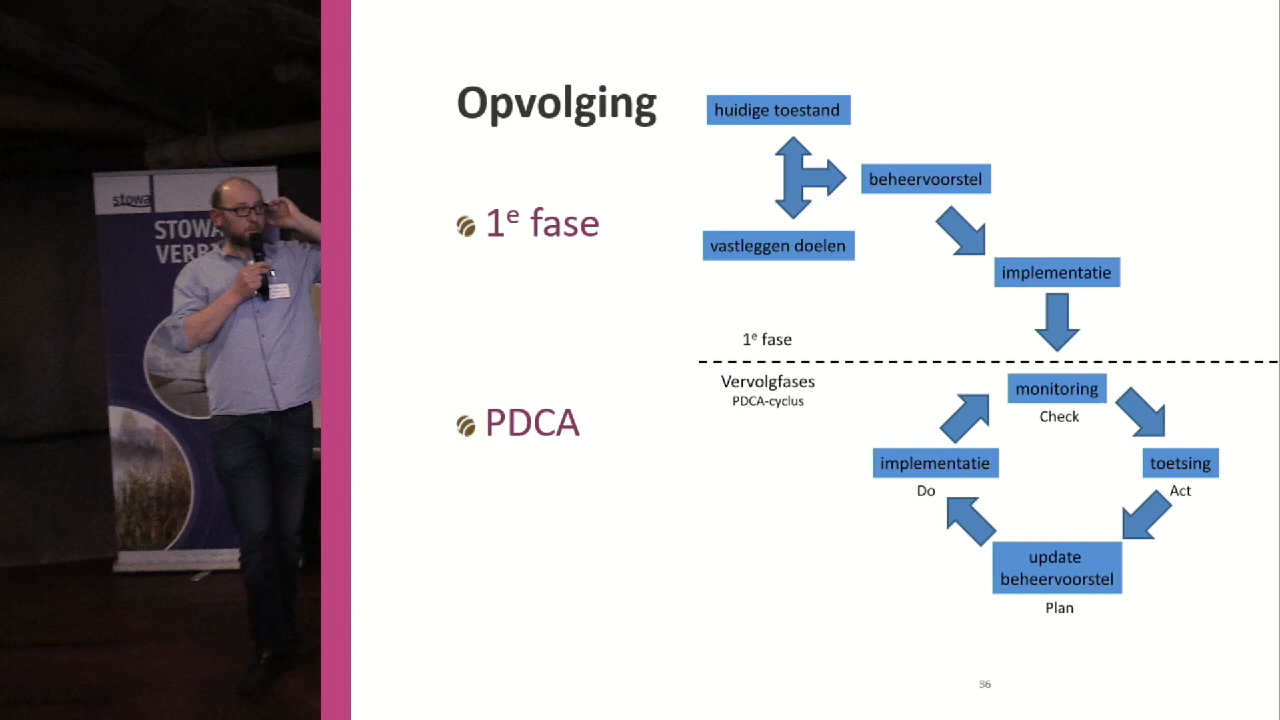 stowa
STOWA
Opvolging
1e fase
PDCA
huidige toestand
beheervoorstel
vastleggen doelen
implementatie
1e fase
Vervolgfases
PDCA-cyclus
monitoring
Check
implementatie
Do
toetsing
Act
update
beheervoorstel
Plan
36